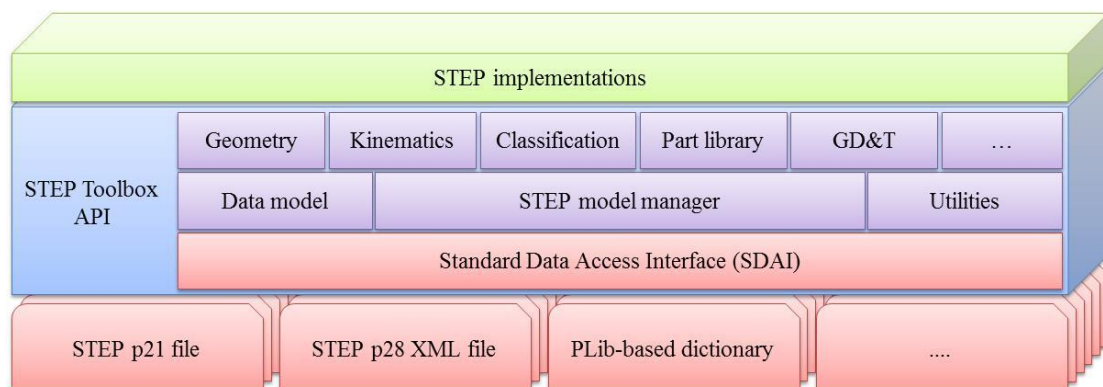 STEP implementations
Geometry
Kinematics
Classification
Part library
GD&T
…
STEP Toolbox
API
Data model
STEP model manager
Utilities
Standard Data Access Interface (SDAI)
STEP p21 file
STEP p28 XML file
PLib-based dictionary
....